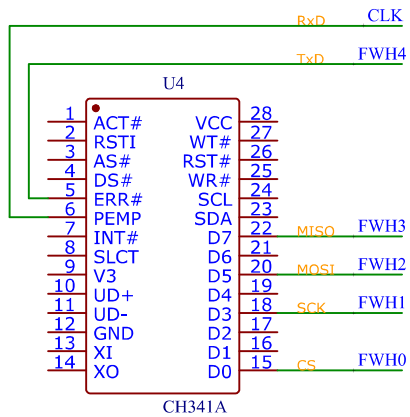 RxD CLK
TxD FWH4
U4
1 ACT# VCC 28
2 RSTI WT# 27
3 AS# RST# 26
4 DS# WR# 25
5 ERR# SCL 24
6 PEMP SDA 23
7 INT# D7 22 MISO FWH3
8 SLCT D6 21
9 V3 D5 20 MOSI FWH2
10 UD+ D4 19
11 UD- D3 18 SCK FWH1
12 GND D2 17
13 XI D1 16
14 XO D0 15 CS FWH0
CH341A